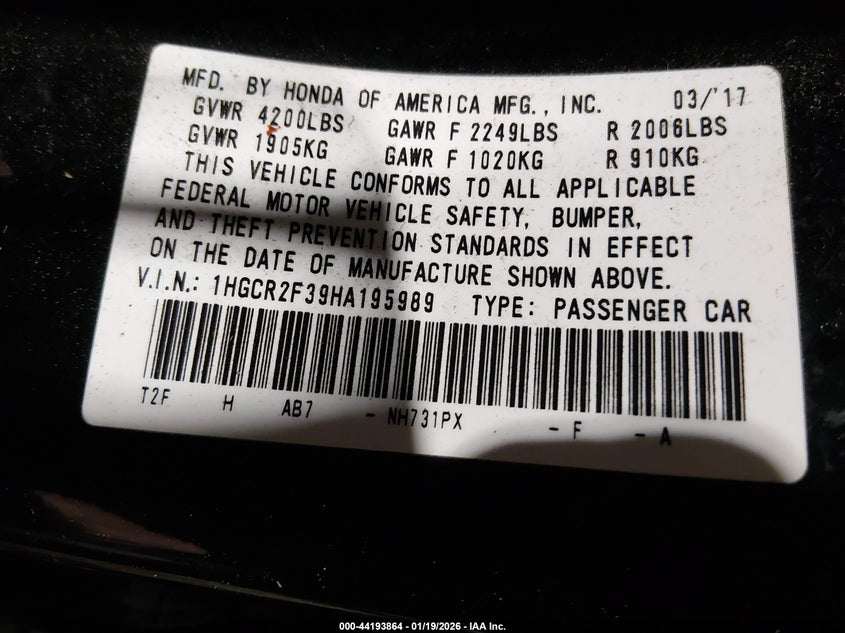 MFD. BY HONDA OF AMERICA MFG., INC. 03/'17
GVWR 4200LBS GAWR F 2249LBS R 2006LBS
GVWR 1905KG GAWR F 1020KG R 910KG
THIS VEHICLE CONFORMS TO ALL APPLICABLE
FEDERAL MOTOR VEHICLE SAFETY, BUMPER,
AND THEFT PREVENTION STANDARDS IN EFFECT
ON THE DATE OF MANUFACTURE SHOWN ABOVE.
V.I.N.: 1HGCR2F39HA195989 TYPE: PASSENGER CAR
T2F H AB7 - NH731PX - F - A
000-44193864 - 01/19/2026 - IAA Inc.